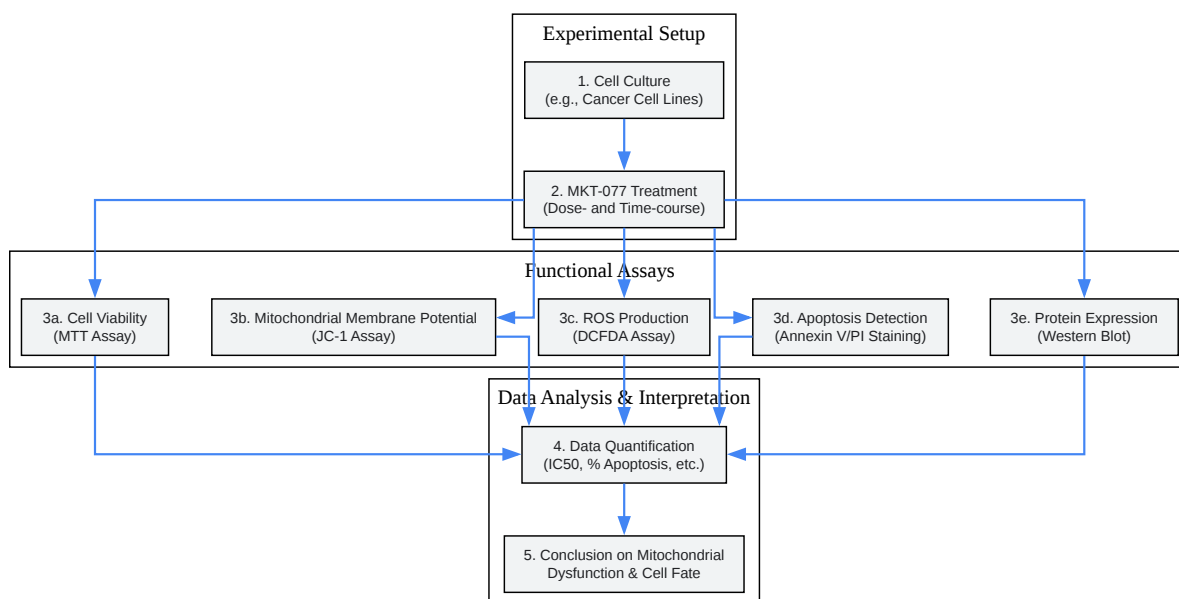 Experimental Setup
1. Cell Culture
(e.g., Cancer Cell Lines)
2. MKT-077 Treatment
(Dose- and Time-course)
Functional Assays
3a. Cell Viability
(MTT Assay)
3b. Mitochondrial Membrane Potential
(JC-1 Assay)
3c. ROS Production
(DCFDA Assay)
3d. Apoptosis Detection
(Annexin V/PI Staining)
3e. Protein Expression
(Western Blot)
Data Analysis & Interpretation
4. Data Quantification
(IC50, % Apoptosis, etc.)
5. Conclusion on Mitochondrial
Dysfunction & Cell Fate